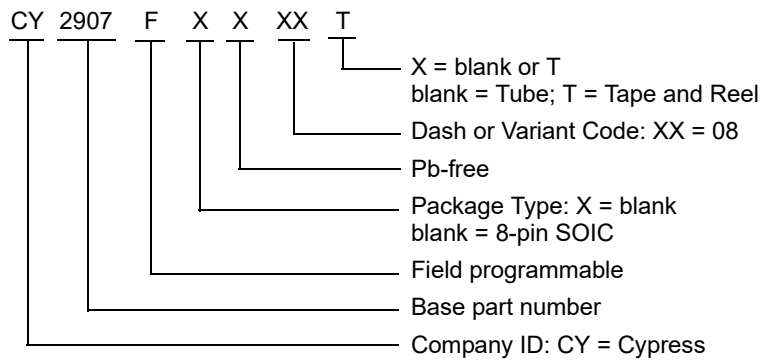 CY 2907 F X X XX T
X = blank or T
blank = Tube; T = Tape and Reel
Dash or Variant Code: XX = 08
Pb-free
Package Type: X = blank
blank = 8-pin SOIC
Field programmable
Base part number
Company ID: CY = Cypress